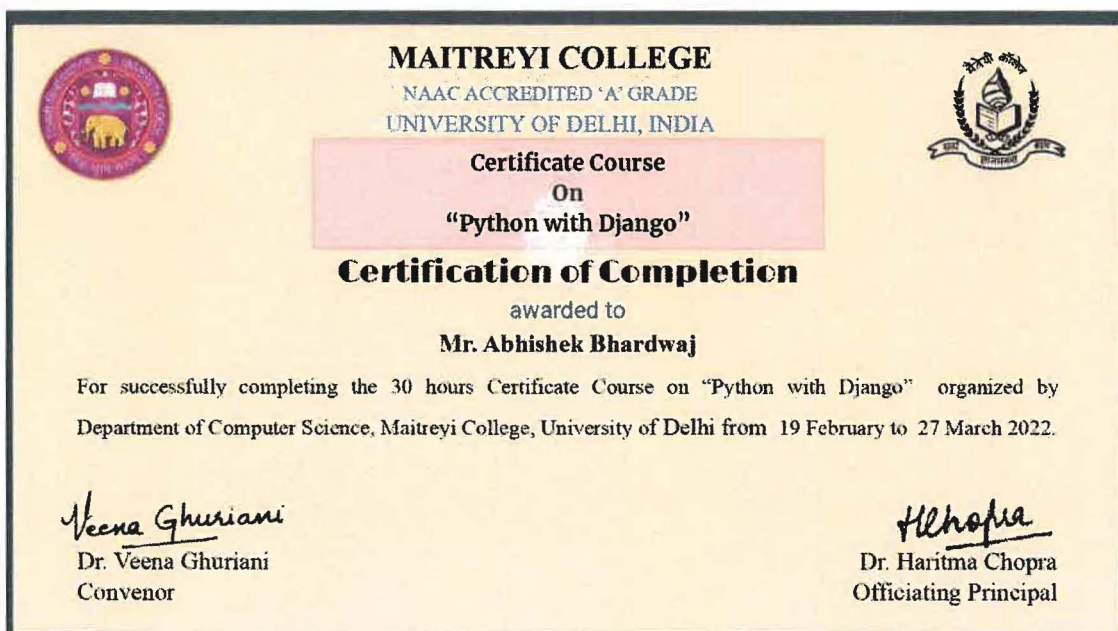 MAITREYI COLLEGE
NAAC ACCREDITED 'A' GRADE
UNIVERSITY OF DELHI, INDIA
Certificate Course
On
“Python with Django”
Certification of Completion
awarded to
Mr. Abhishek Bhardwaj
For successfully completing the 30 hours Certificate Course on “Python with Django” organized by
Department of Computer Science, Maitreyi College, University of Delhi from 19 February to 27 March 2022.
Veena Ghuriani
HChopra
Dr. Veena Ghuriani
Convenor
Dr. Haritma Chopra
Officiating Principal
मैत्रेयी कॉलेज